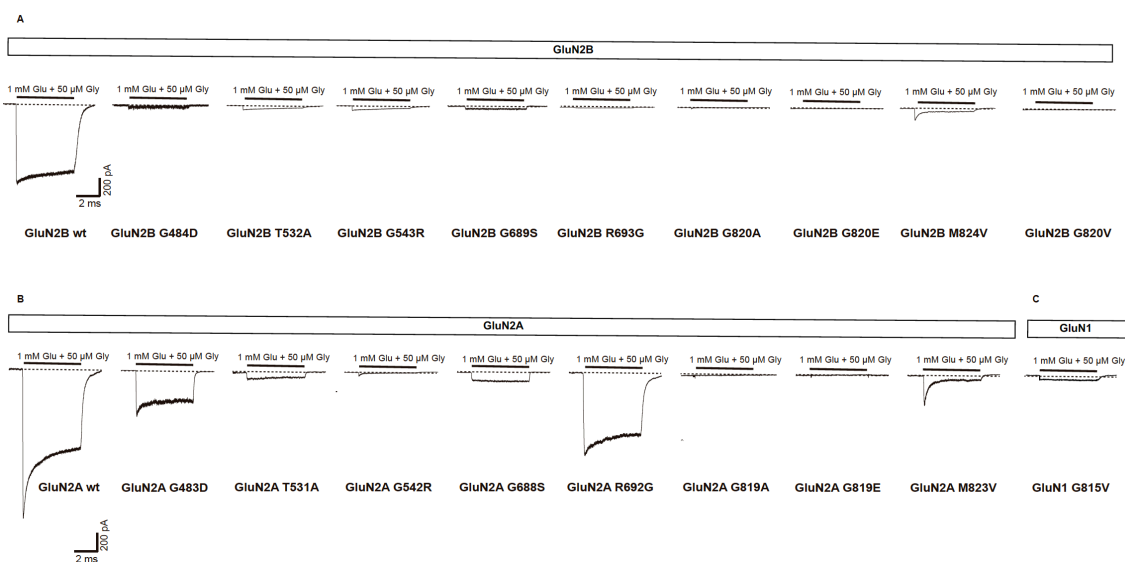 A
GluN2B
1 mM Glu + 50 µM Gly 1 mM Glu + 50 µM Gly 1 mM Glu + 50 µM Gly 1 mM Glu + 50 µM Gly 1 mM Glu + 50 µM Gly 1 mM Glu + 50 µM Gly 1 mM Glu + 50 µM Gly 1 mM Glu + 50 µM Gly 1 mM Glu + 50 µM Gly 1 mM Glu + 50 µM Gly
200 pA
2 ms
GluN2B wt GluN2B G484D GluN2B T532A GluN2B G543R GluN2B G689S GluN2B R693G GluN2B G820A GluN2B G820E GluN2B M824V GluN2B G820V
B C
GluN2A GluN1
1 mM Glu + 50 µM Gly 1 mM Glu + 50 µM Gly 1 mM Glu + 50 µM Gly 1 mM Glu + 50 µM Gly 1 mM Glu + 50 µM Gly 1 mM Glu + 50 µM Gly 1 mM Glu + 50 µM Gly 1 mM Glu + 50 µM Gly 1 mM Glu + 50 µM Gly 1 mM Glu + 50 µM Gly
GluN2A wt GluN2A G483D GluN2A T531A GluN2A G542R GluN2A G688S GluN2A R692G GluN2A G819A GluN2A G819E GluN2A M823V GluN1 G815V
200 pA
2 ms